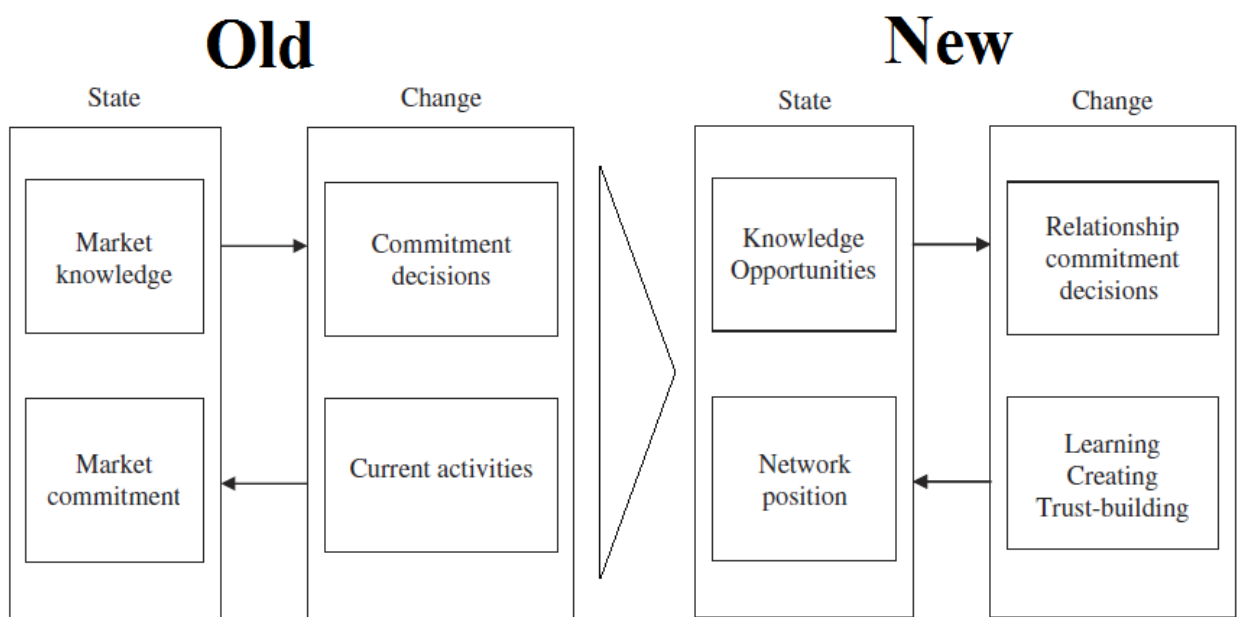 Old
State
Change
Market
knowledge
Commitment
decisions
Market
commitment
Current activities
New
State
Change
Knowledge
Opportunities
Relationship
commitment
decisions
Network
position
Learning
Creating
Trust-building